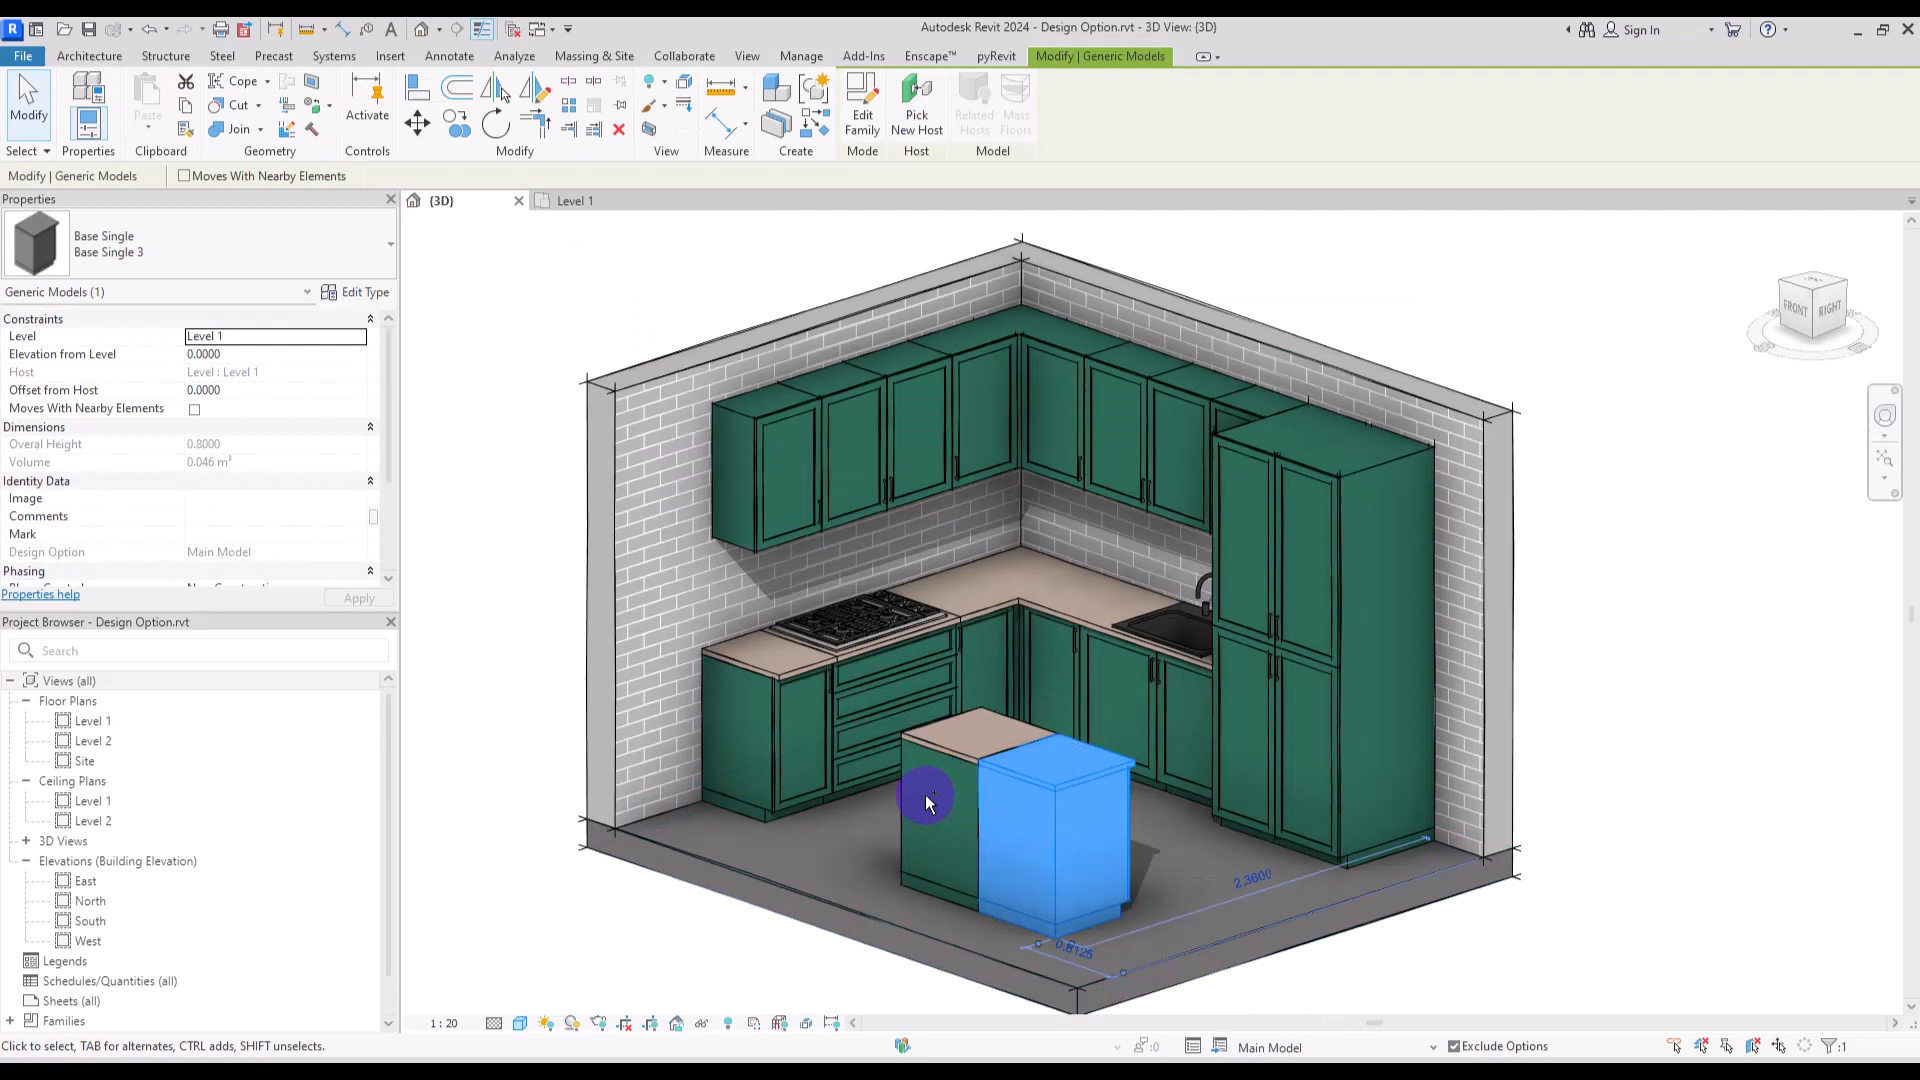 R
Autodesk Revit 2024 - Design Option.rvt - 3D View: {3D}
Sign In
File Architecture Structure Steel Precast Systems Insert Annotate Analyze Massing & Site Collaborate View Manage Add-Ins Enscape™ pyRevit Modify | Generic Models
Modify
Select
Properties
Paste
Clipboard
Cope
Cut
Join
Geometry
Activate
Controls
Modify
View
Measure
Create
Edit Family
Mode
Pick New Host
Host
Related Hosts
Mass Floors
Model
Modify | Generic Models
Moves With Nearby Elements
Properties
Base Single
Base Single 3
Generic Models (1)
Edit Type
Constraints
Level Level 1
Elevation from Level 0.0000
Host Level : Level 1
Offset from Host 0.0000
Moves With Nearby Elements
Dimensions
Overal Height 0.8000
Volume 0.046 m³
Identity Data
Image
Comments
Mark
Design Option Main Model
Phasing
Properties help
Apply
Project Browser - Design Option.rvt
Search
Views (all)
Floor Plans
Level 1
Level 2
Site
Ceiling Plans
Level 1
Level 2
3D Views
Elevations (Building Elevation)
East
North
South
West
Legends
Schedules/Quantities (all)
Sheets (all)
Families
{3D}
Level 1
FRONT
RIGHT
2.3600
0.8125
1 : 20
Click to select, TAB for alternates, CTRL adds, SHIFT unselects.
:0
Main Model
Exclude Options
:1